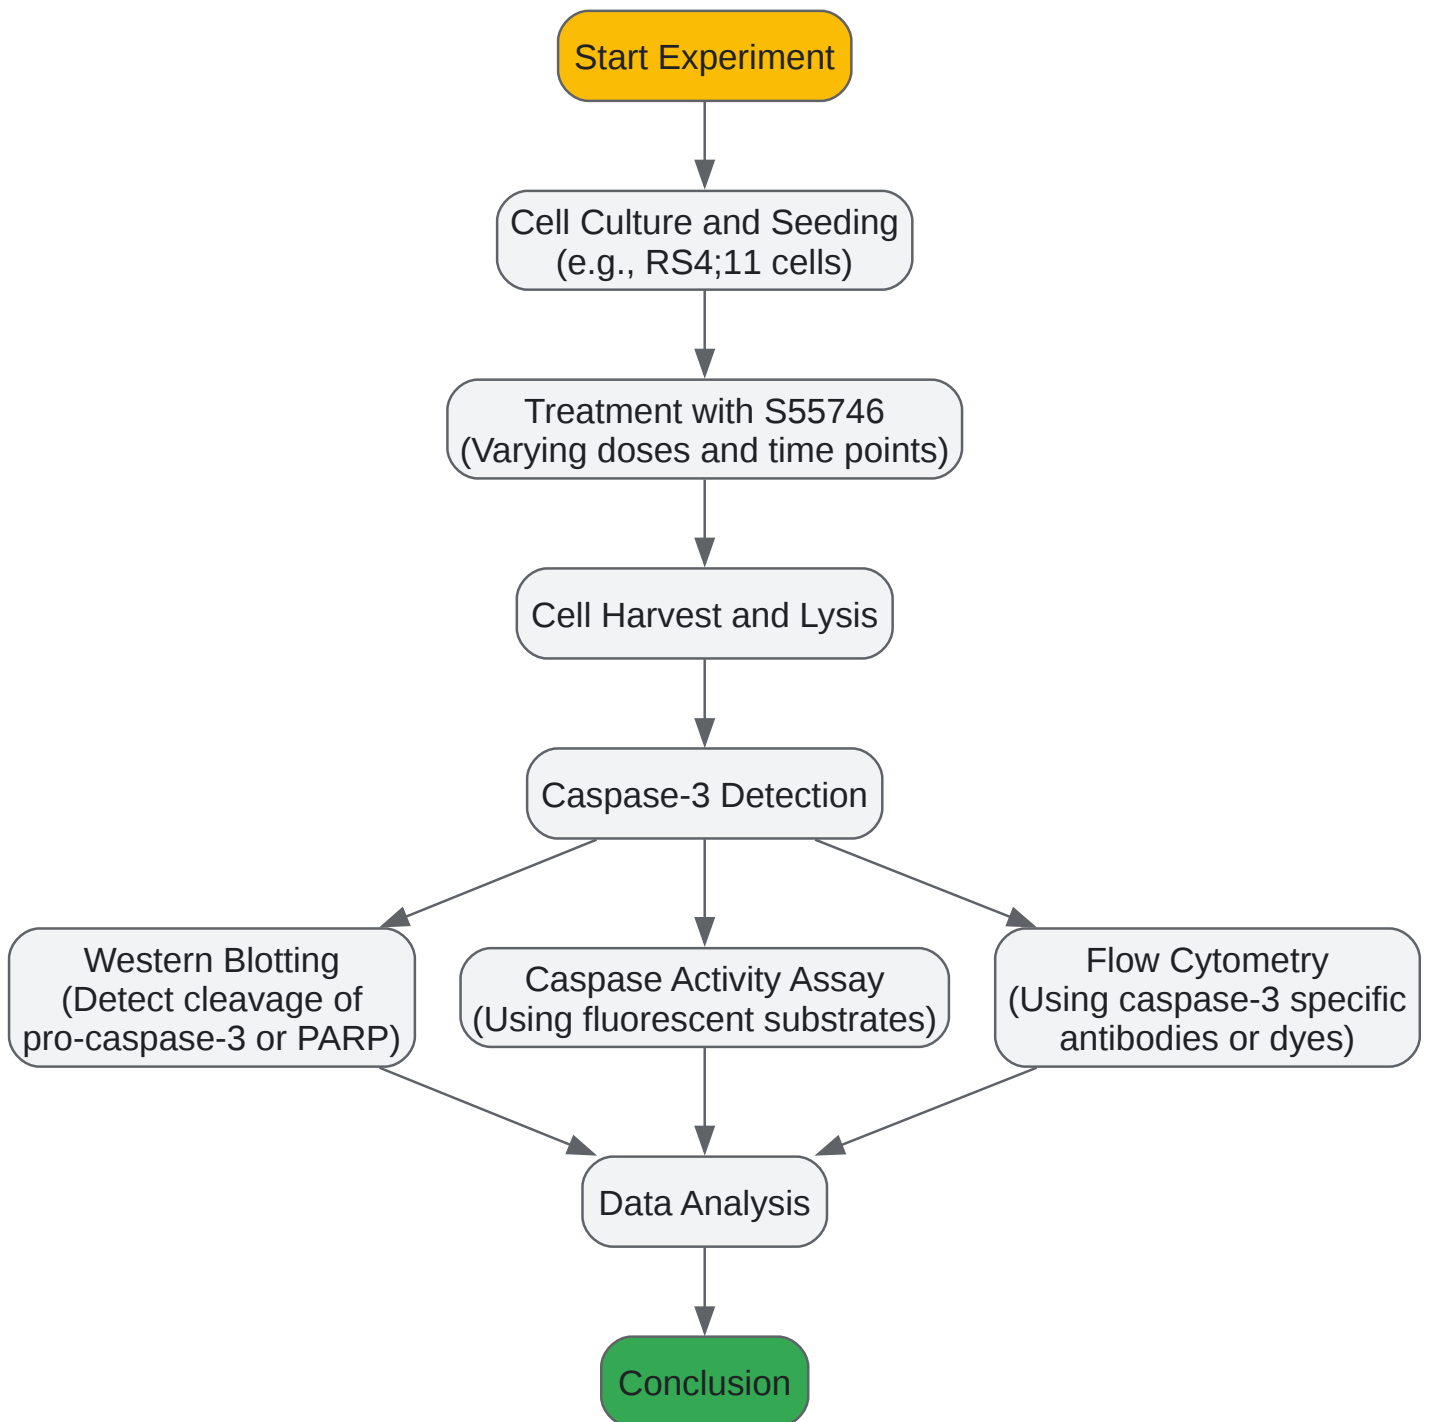 Start Experiment
Cell Culture and Seeding
(e.g., RS4;11 cells)
Treatment with S55746
(Varying doses and time points)
Cell Harvest and Lysis
Caspase-3 Detection
Western Blotting
(Detect cleavage of
pro-caspase-3 or PARP)
Caspase Activity Assay
(Using fluorescent substrates)
Flow Cytometry
(Using caspase-3 specific
antibodies or dyes)
Data Analysis
Conclusion